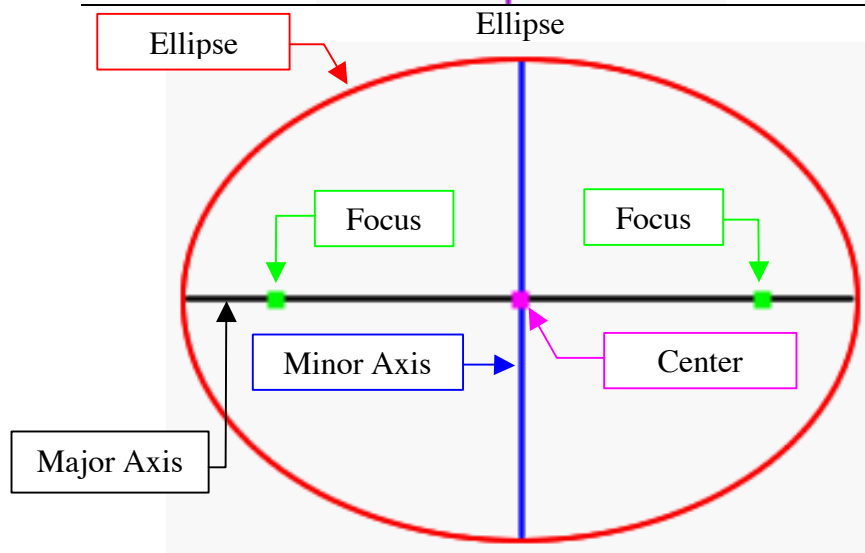 Ellipse
Ellipse
Focus
Focus
Minor Axis
Center
Major Axis